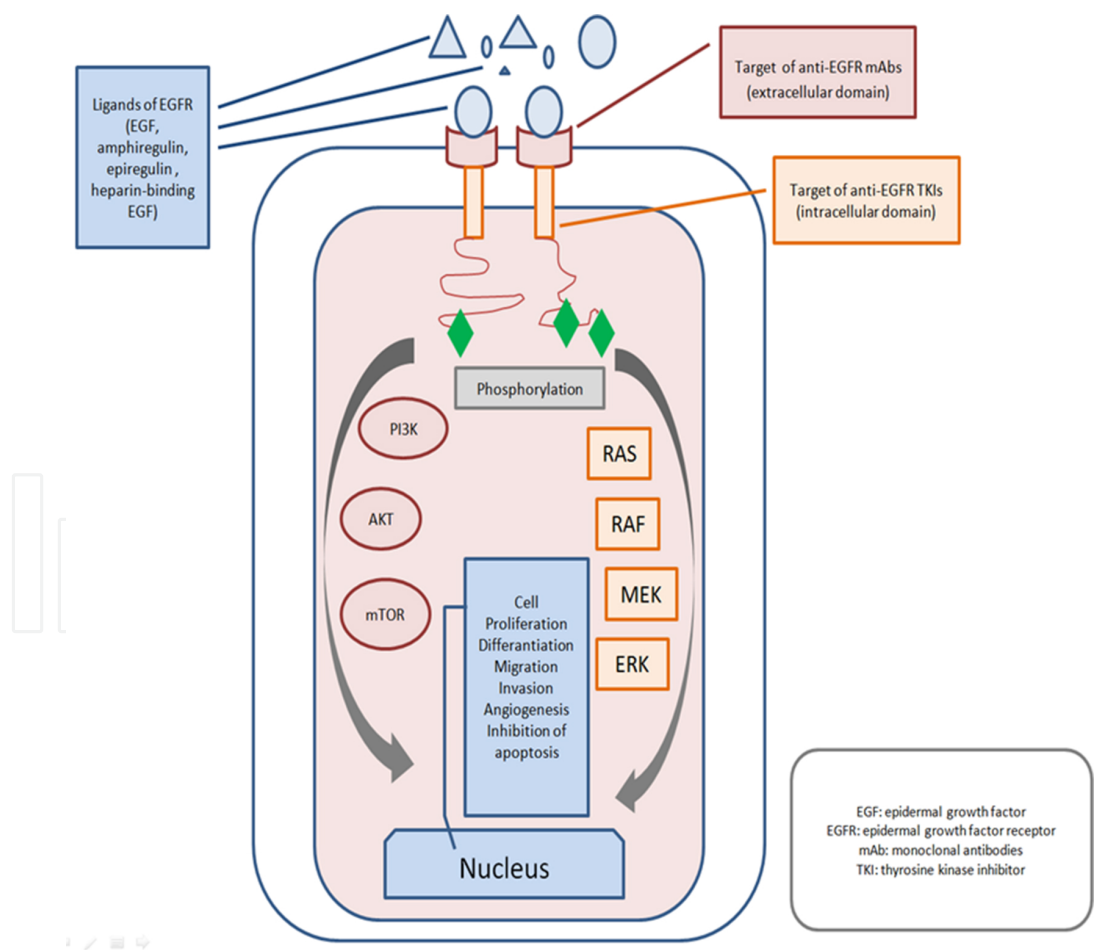 Ligands of EGFR
(EGF,
amphiregulin,
epiregulin ,
heparin-binding
EGF)
Target of anti-EGFR mAbs
(extracellular domain)
Target of anti-EGFR TKIs
(intracellular domain)
Phosphorylation
PI3K
AKT
mTOR
RAS
RAF
MEK
ERK
Cell
Proliferation
Differantiation
Migration
Invasion
Angiogenesis
Inhibition of
apoptosis
Nucleus
EGF: epidermal growth factor
EGFR: epidermal growth factor receptor
mAb: monoclonal antibodies
TKI: thyrosine kinase inhibitor